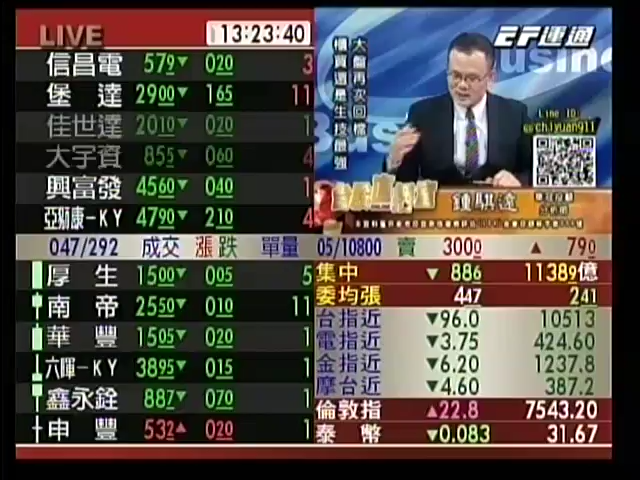 LIVE
13:23:40
信昌電 579▼ 020 3
堡達 2900▼ 165 11
佳世達 2010▼ 020 1
大宇資 855▼ 060 4
興富發 4560▼ 040 1
亞獅康-KY 4790▼ 210 4
047/292 成交 漲跌 單量
厚生 1500▼ 005 5
南帝 2550▼ 010 11
華豐 1505▼ 020 1
六暉-KY 3895▼ 015 1
鑫永銓 887▼ 070 1
申豐 532▲ 020 1
EF運通
大盤再次回檔
櫃買還是生技最強
Line ID:
chiyuan911
鍾騏遠
05/10800 賣 3000 ▲ 790
集中 ▼ 886 11389億
委均張 447 241
台指近 ▼96.0 10513
電指近 ▼3.75 424.60
金指近 ▼6.20 1237.8
摩台近 ▼4.60 387.2
倫敦指 ▲22.8 7543.20
泰幣 ▼0.083 31.67